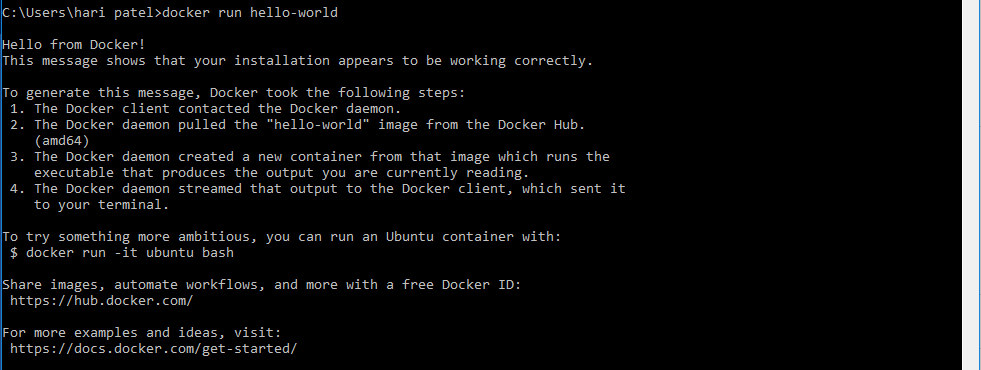 C:\Users\hari patel>docker run hello-world
Hello from Docker!
This message shows that your installation appears to be working correctly.
To generate this message, Docker took the following steps:
1. The Docker client contacted the Docker daemon.
2. The Docker daemon pulled the "hello-world" image from the Docker Hub.
(amd64)
3. The Docker daemon created a new container from that image which runs the
executable that produces the output you are currently reading.
4. The Docker daemon streamed that output to the Docker client, which sent it
to your terminal.
To try something more ambitious, you can run an Ubuntu container with:
$ docker run -it ubuntu bash
Share images, automate workflows, and more with a free Docker ID:
https://hub.docker.com/
For more examples and ideas, visit:
https://docs.docker.com/get-started/